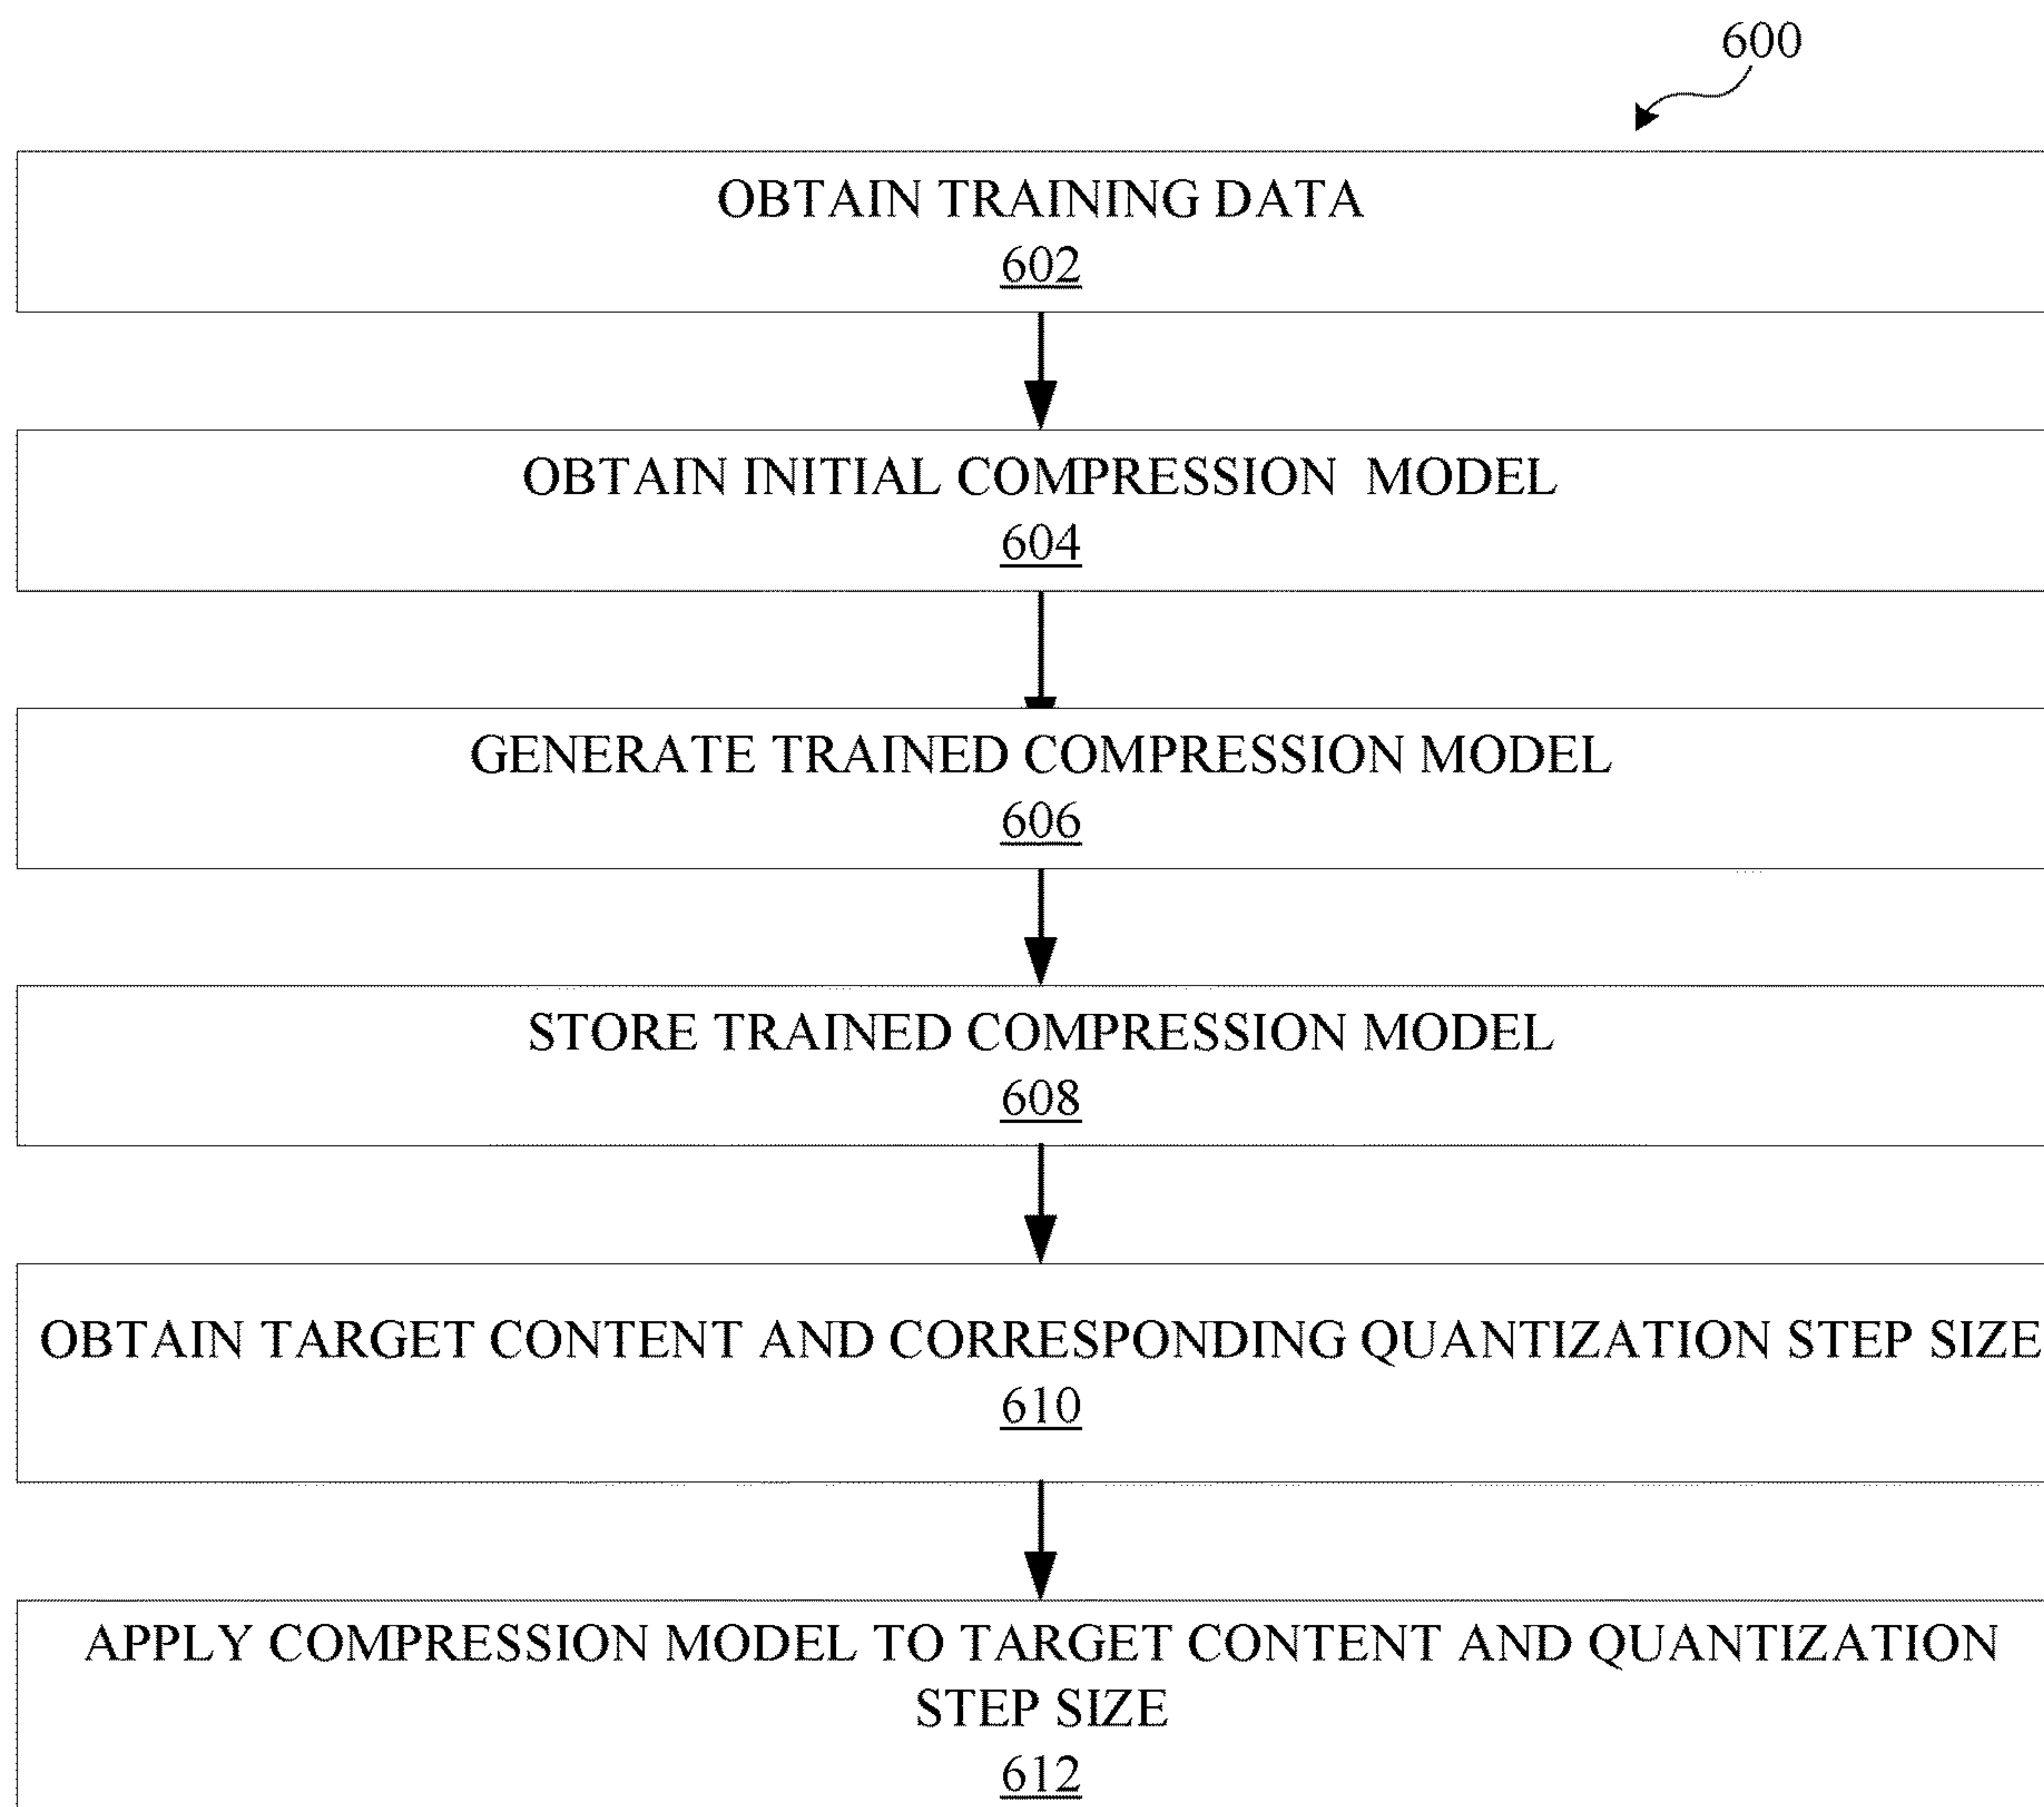 600
OBTAIN TRAINING DATA
602
OBTAIN INITIAL COMPRESSION MODEL
604
GENERATE TRAINED COMPRESSION MODEL
606
STORE TRAINED COMPRESSION MODEL
608
OBTAIN TARGET CONTENT AND CORRESPONDING QUANTIZATION STEP SIZE
610
APPLY COMPRESSION MODEL TO TARGET CONTENT AND QUANTIZATION
STEP SIZE
612